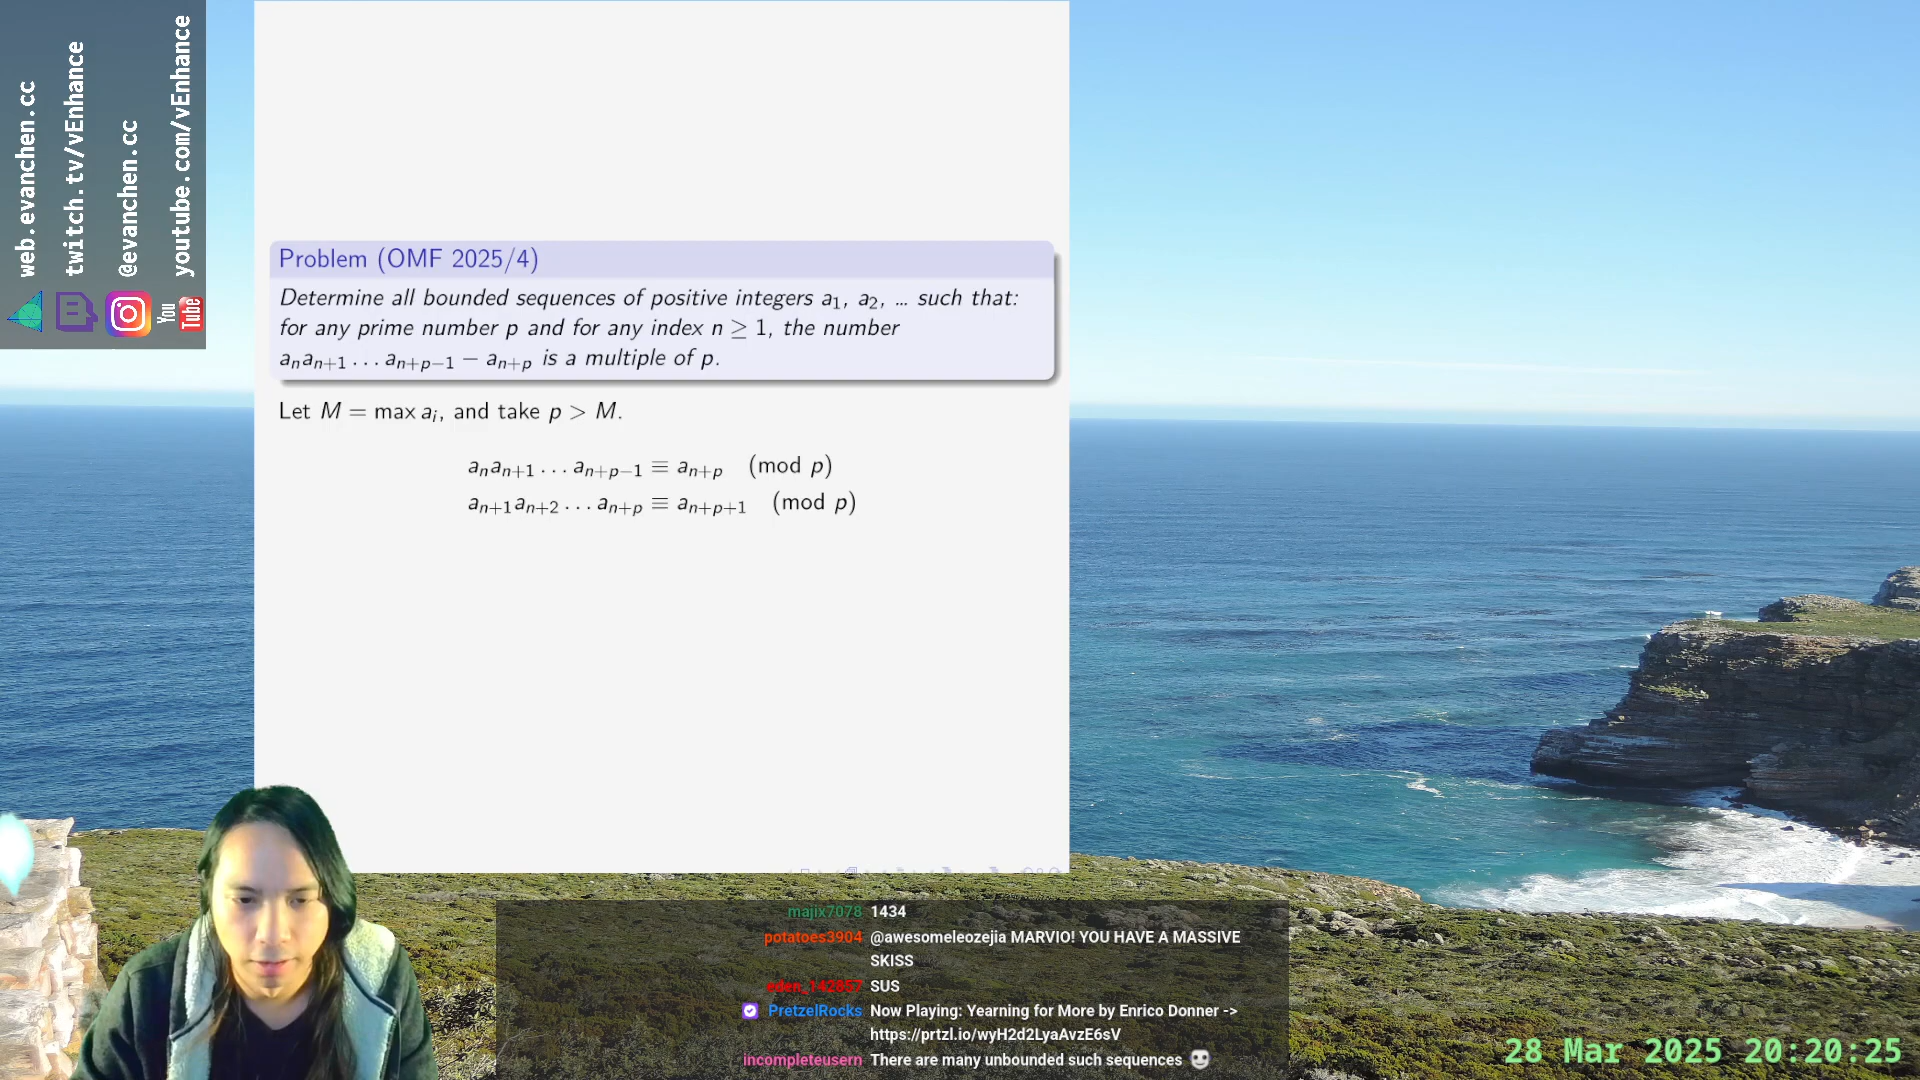 web.evanchen.cc
twitch.tv/vEnhance
@evanchen.cc
youtube.com/vEnhance
You
Tube
Problem (OMF 2025/4)
Determine all bounded sequences of positive integers a₁, a₂, … such that:
for any prime number p and for any index n ≥ 1, the number
aₙaₙ₊₁ . . . aₙ₊ₚ₋₁ − aₙ₊ₚ is a multiple of p.
Let M = max aᵢ, and take p > M.
aₙaₙ₊₁ . . . aₙ₊ₚ₋₁ ≡ aₙ₊ₚ (mod p)
aₙ₊₁aₙ₊₂ . . . aₙ₊ₚ ≡ aₙ₊ₚ₊₁ (mod p)
majix7078 1434
potatoes3904 @awesomeleozejia MARVIO! YOU HAVE A MASSIVE
SKISS
eden_142857 SUS
PretzelRocks Now Playing: Yearning for More by Enrico Donner ->
https://prtzl.io/wyH2d2LyaAvzE6sV
incompleteusern There are many unbounded such sequences
28 Mar 2025 20:20:25